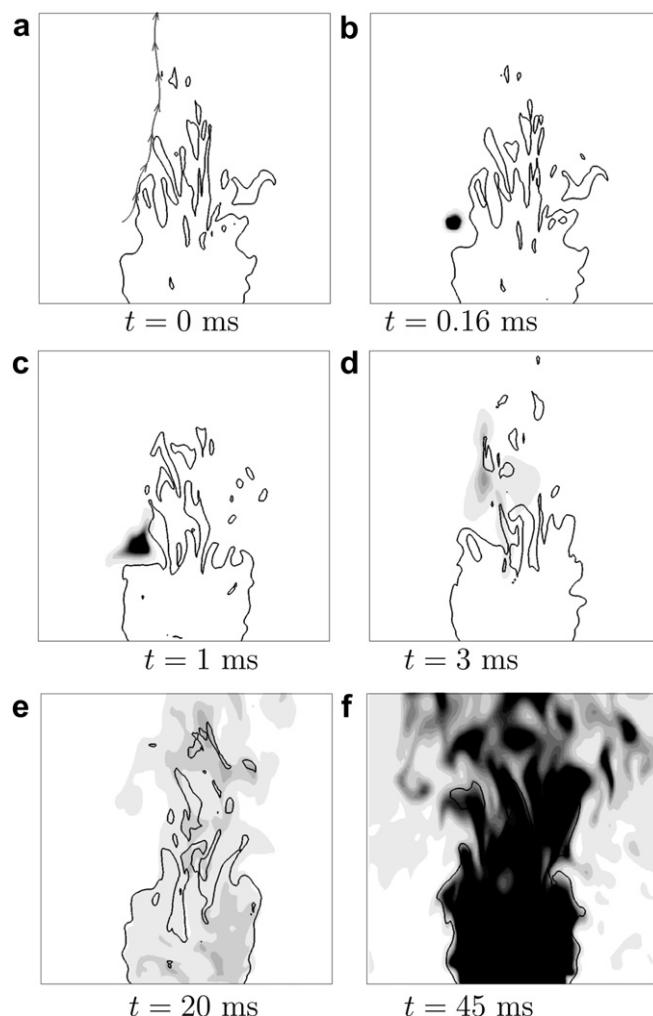 a
b
t = 0 ms
t = 0.16 ms
c
d
t = 1 ms
t = 3 ms
e
f
t = 20 ms
t = 45 ms